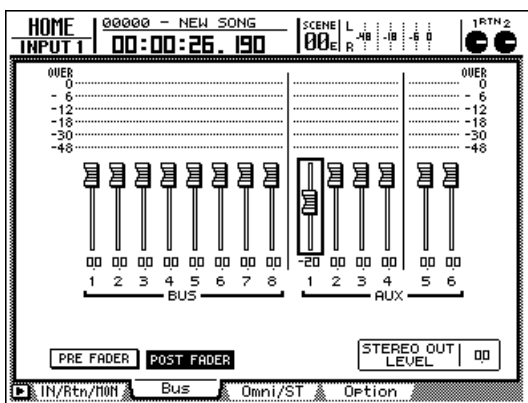 HOME 00000 - NEW SONG SCENE L -48 -18 -6 0 1 RTN 2
INPUT 1 00:00:26. 190 00E R
OVER OVER
0 0
- 6 - 6
-12 -12
-18 -18
-30 -30
-48 -48
00 00 00 00 00 00 00 00 -20 00 00 00 00 00
1 2 3 4 5 6 7 8 1 2 3 4 5 6
BUS AUX
PRE FADER POST FADER STEREO OUT LEVEL 00
IN/Rtn/MON Bus Omni/ST Option